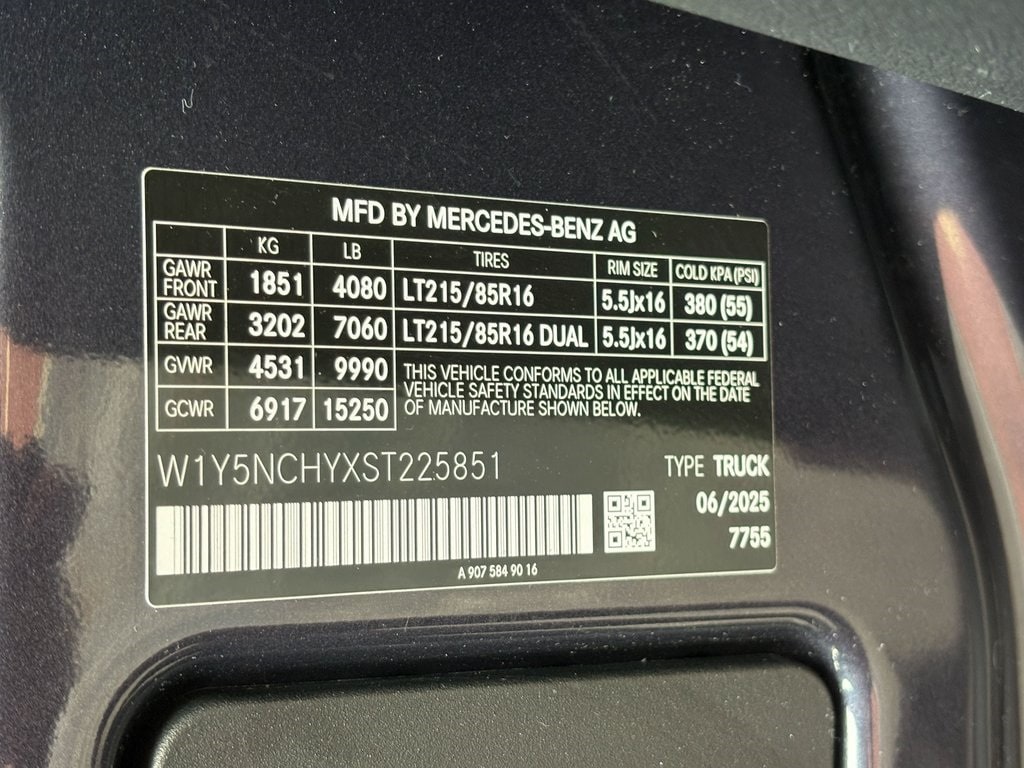 MFD BY MERCEDES-BENZ AG
KG LB TIRES RIM SIZE COLD KPA (PSI)
GAWR FRONT 1851 4080 LT215/85R16 5.5Jx16 380 (55)
GAWR REAR 3202 7060 LT215/85R16 DUAL 5.5Jx16 370 (54)
GVWR 4531 9990
GCWR 6917 15250
THIS VEHICLE CONFORMS TO ALL APPLICABLE FEDERAL
VEHICLE SAFETY STANDARDS IN EFFECT ON THE DATE
OF MANUFACTURE SHOWN BELOW.
W1Y5NCHYXST225851
TYPE TRUCK
06/2025
7755
A 907 584 90 16